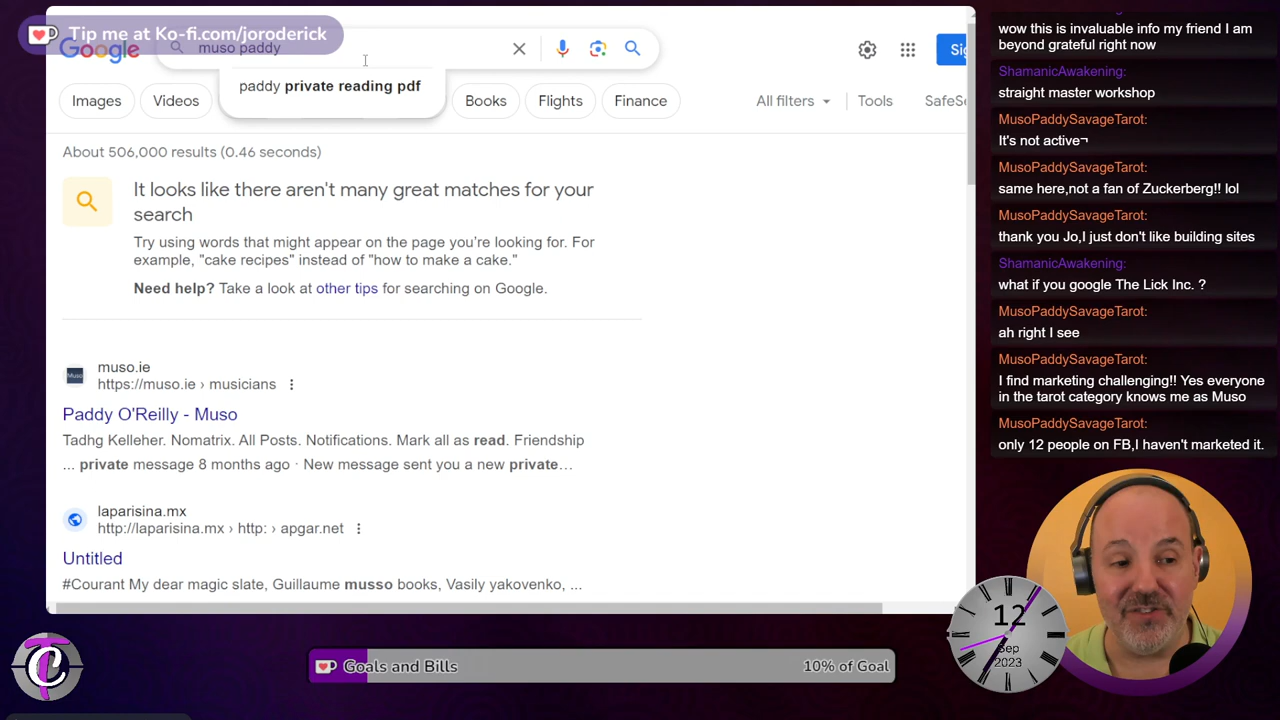 Tip me at Ko-fi.com/joroderick
Google
muso paddy
paddy private reading pdf
Images
Videos
Books
Flights
Finance
All filters
Tools
About 506,000 results (0.46 seconds)
It looks like there aren't many great matches for your
search
Try using words that might appear on the page you're looking for. For
example, "cake recipes" instead of "how to make a cake."
Need help? Take a look at other tips for searching on Google.
Muso
muso.ie
https://muso.ie › musicians
Paddy O'Reilly - Muso
Tadhg Kelleher. Nomatrix. All Posts. Notifications. Mark all as read. Friendship
... private message 8 months ago · New message sent you a new private…
laparisina.mx
http://laparisina.mx › http: › apgar.net
Untitled
#Courant My dear magic slate, Guillaume musso books, Vasily yakovenko, ...
wow this is invaluable info my friend I am
beyond grateful right now
ShamanicAwakening:
straight master workshop
MusoPaddySavageTarot:
It's not active¬
MusoPaddySavageTarot:
same here,not a fan of Zuckerberg!! lol
MusoPaddySavageTarot:
thank you Jo,I just don't like building sites
ShamanicAwakening:
what if you google The Lick Inc. ?
MusoPaddySavageTarot:
ah right I see
MusoPaddySavageTarot:
I find marketing challenging!! Yes everyone
in the tarot category knows me as Muso
MusoPaddySavageTarot:
only 12 people on FB,I haven't marketed it.
12
Sep
2023
Goals and Bills
10% of Goal